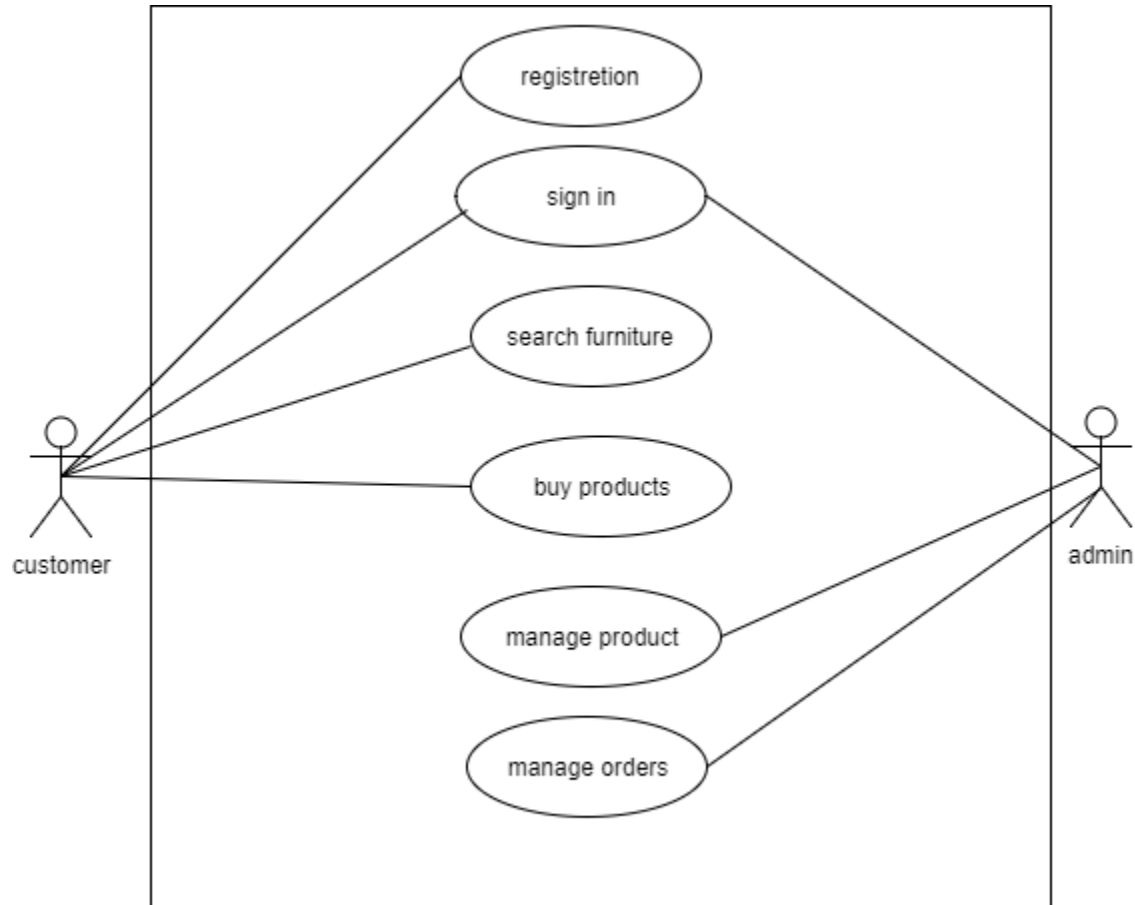 registretion
sign in
search furniture
buy products
customer
admin
manage product
manage orders